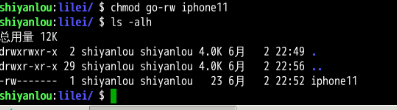 shiyanlou:lilei/ $ chmod go-rw iphone11
shiyanlou:lilei/ $ ls -alh
总用量 12K
drwxrwxr-x 2 shiyanlou shiyanlou 4.0K 6月 2 22:49 .
drwxr-xr-x 29 shiyanlou shiyanlou 4.0K 6月 2 22:56 ..
-rw------- 1 shiyanlou shiyanlou 23 6月 2 22:52 iphone11
shiyanlou:lilei/ $